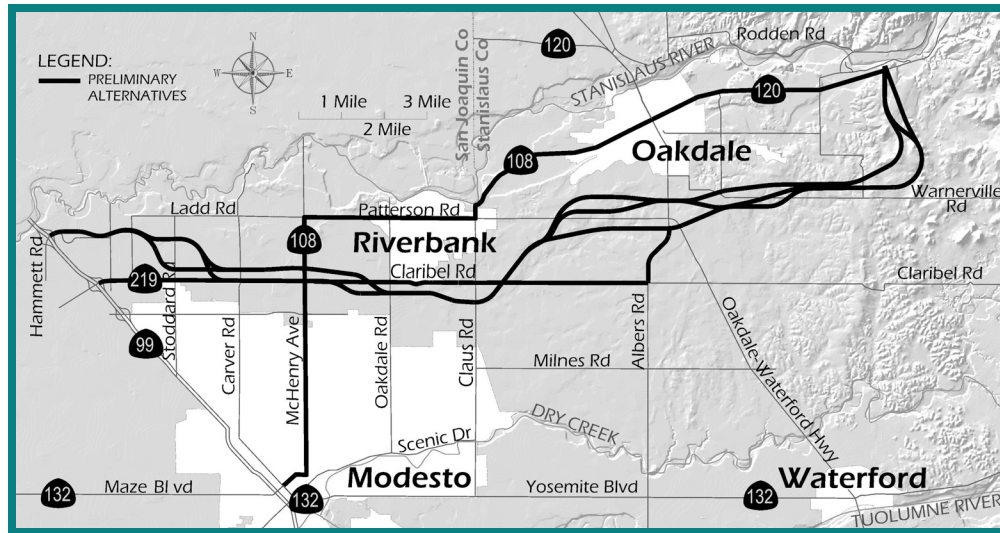 LEGEND:
PRELIMINARY
ALTERNATIVES
N
W
E
S
1 Mile
3 Mile
2 Mile
San Joaquin Co
Stanislaus Co
120
STANISLAUS RIVER
Rodden Rd
120
Oakdale
108
Warnerville
Rd
Ladd Rd
Patterson Rd
108
Riverbank
Hammett Rd
219
Claribel Rd
Claribel Rd
Stoddard Rd
99
Carver Rd
McHenry Ave
Oakdale Rd
Claus Rd
Albers Rd
Milnes Rd
Oakdale-Waterford Hwy
DRY CREEK
Scenic Dr
Modesto
Waterford
132
Maze Bl vd
132
Yosemite Blvd
132
TUOLUMNE RIVER